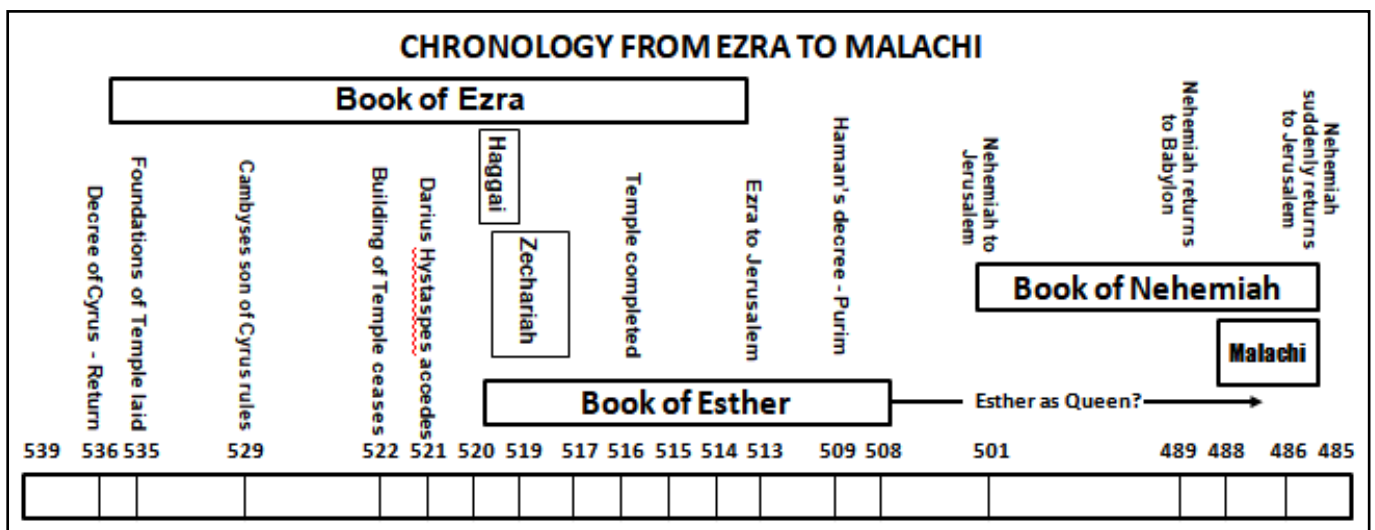 CHRONOLOGY FROM EZRA TO MALACHI
Book of Ezra
Decree of Cyrus - Return
Foundations of Temple laid
Cambyses son of Cyrus rules
Building of Temple ceases
Darius Hystaspes acoedes
Haggai
Zechariah
Temple completed
Ezra to Jerusalem
Haman's decree - Purim
Nehemiah to
Jerusalem
Nehemiah returns
to Babylon
Nehemiah
suddenly returns
to Jerusalem
Book of Nehemiah
Malachi
Book of Esther
Esther as Queen?
539 536 535 529 522 521 520 519 517 516 515 514 513 509 508 501 489 488 486 485